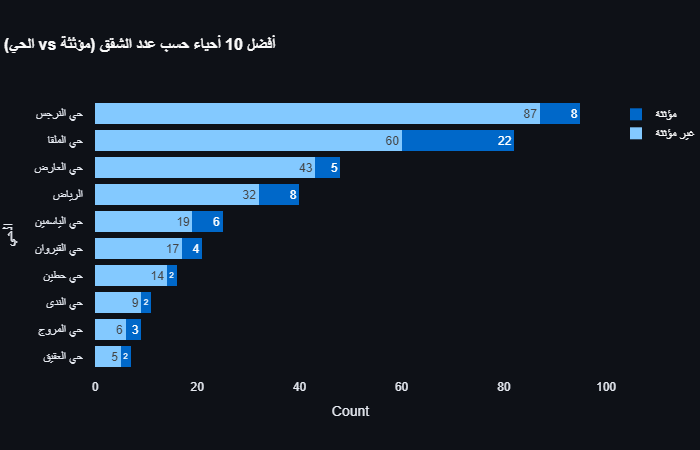 أفضل 10 أحياء حسب عدد الشقق (مؤثثة vs الحي)
مؤثثة
غير مؤثثة
الحي
حي النرجس 87 8
حي الملقا 60 22
حي العارض 43 5
الرياض 32 8
حي الياسمين 19 6
حي القيروان 17 4
حي حطين 14 2
حي الندى 9 2
حي المروج 6 3
حي العقيق 5 2
0 20 40 60 80 100
Count